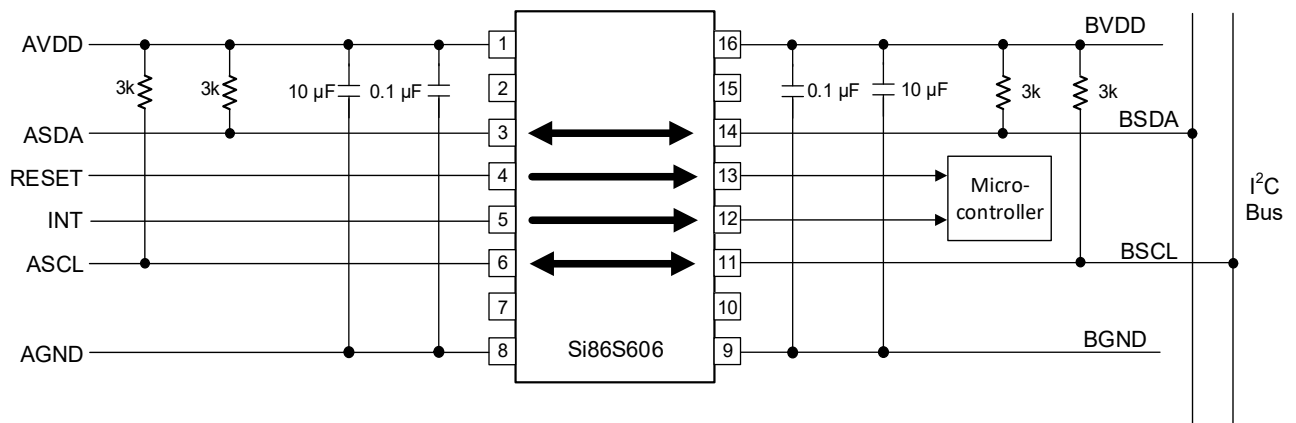 AVDD
3k
3k
10 µF
0.1 µF
ASDA
RESET
INT
ASCL
AGND
1
2
3
4
5
6
7
8
Si86S606
16
15
14
13
12
11
10
9
0.1 µF
10 µF
3k
3k
BVDD
BSDA
Micro-
controller
BSCL
BGND
I²C
Bus